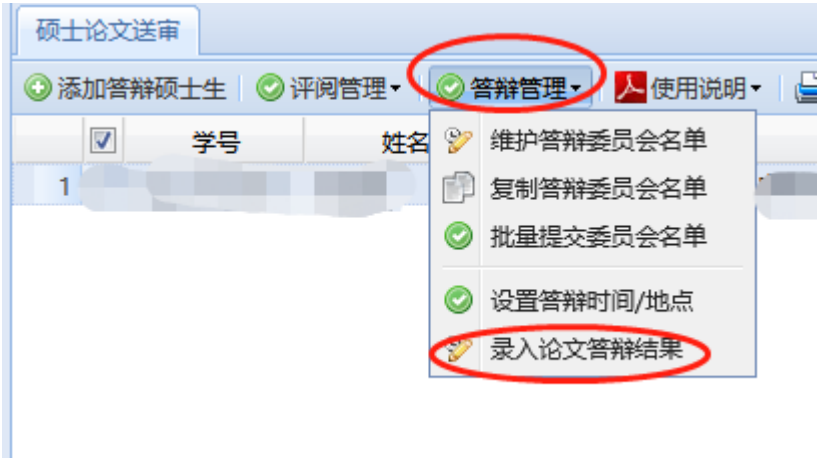 硕士论文送审
添加答辩硕士生 评阅管理 答辩管理 使用说明
学号 姓名
1
维护答辩委员会名单
复制答辩委员会名单
批量提交委员会名单
设置答辩时间/地点
录入论文答辩结果